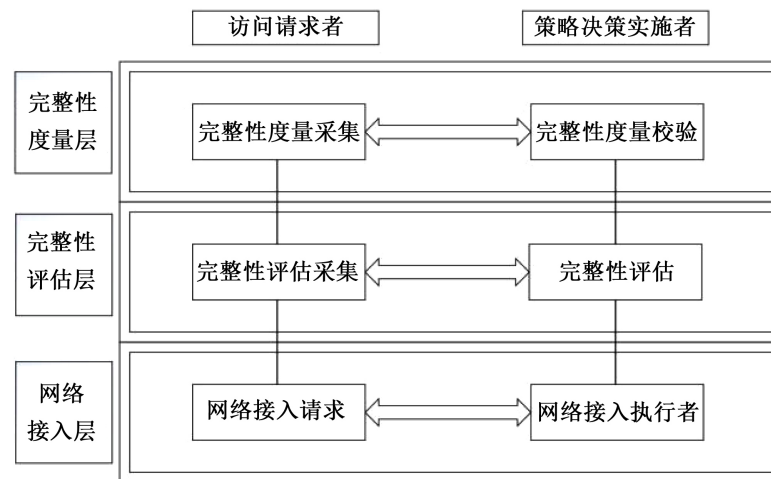 访问请求者
策略决策实施者
完整性
度量层
完整性度量采集
完整性度量校验
完整性
评估层
完整性评估采集
完整性评估
网络
接入层
网络接入请求
网络接入执行者